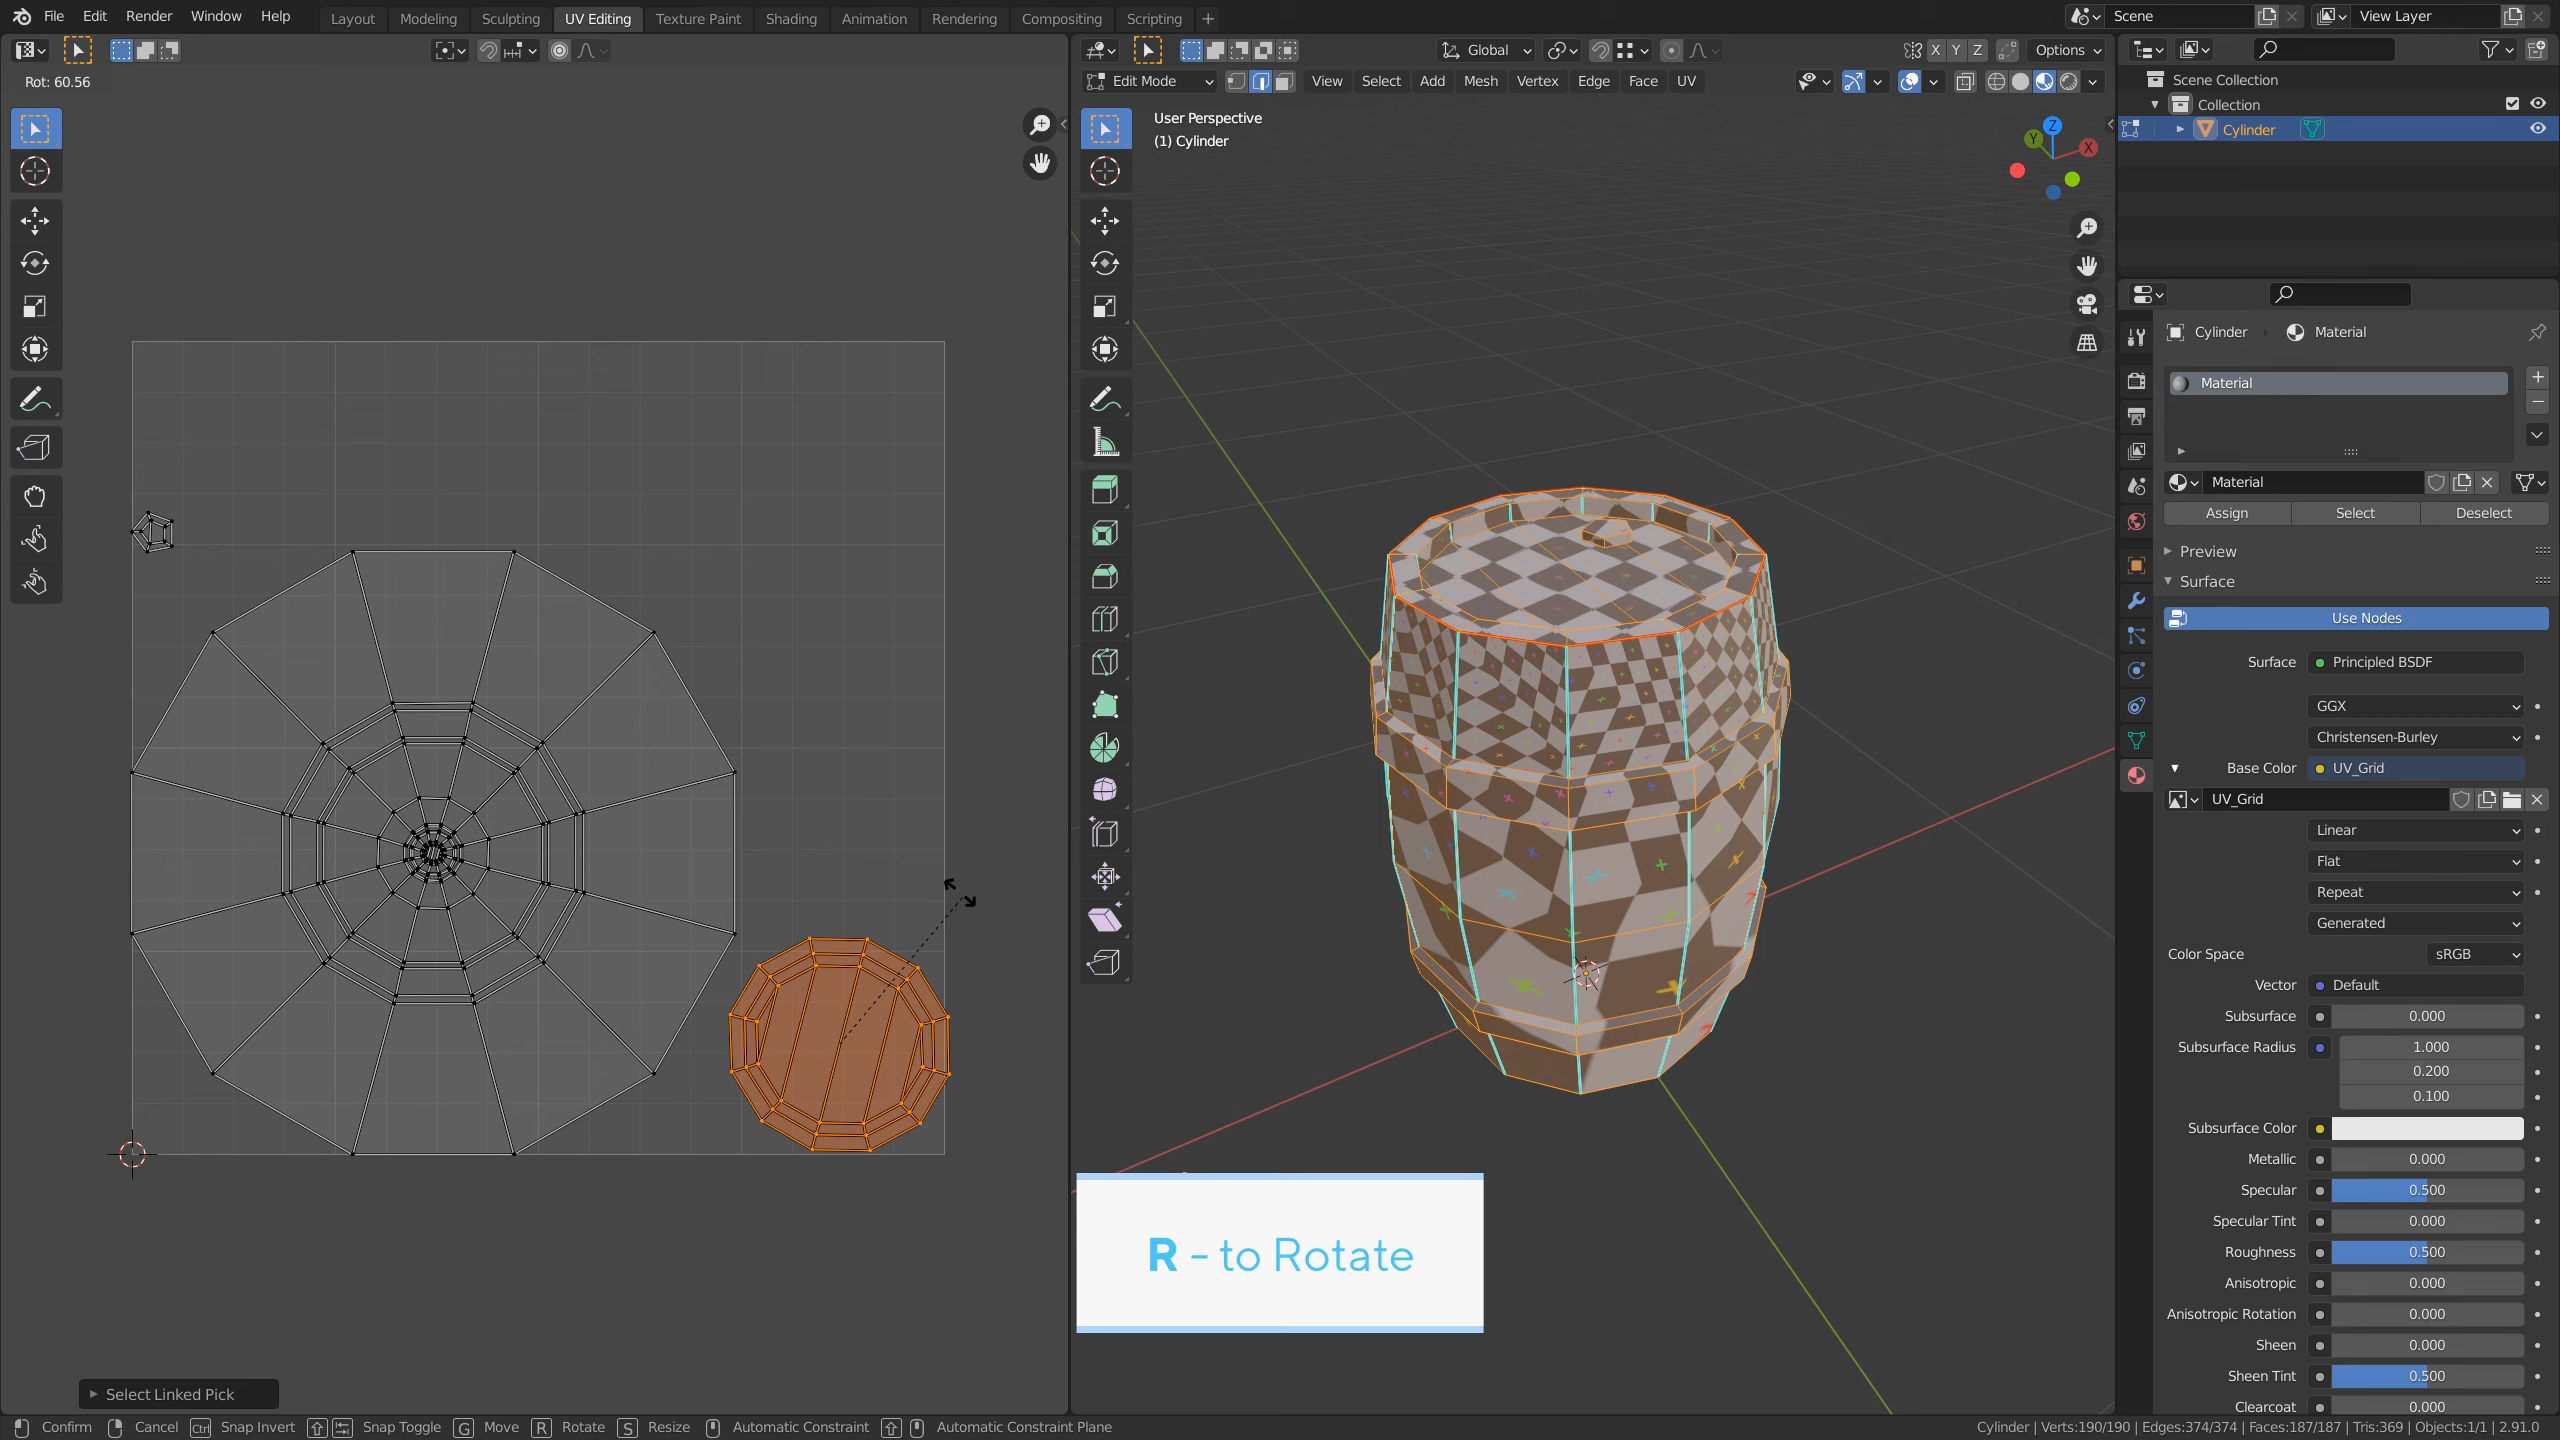 File Edit Render Window Help Layout Modeling Sculpting UV Editing Texture Paint Shading Animation Rendering Compositing Scripting + Scene View Layer
Global X Y Z Options
Rot: 60.56
Edit Mode View Select Add Mesh Vertex Edge Face UV
User Perspective
(1) Cylinder
Z
Y
X
Scene Collection
Collection
Cylinder
Cylinder Material
Material
Material
Assign Select Deselect
Preview
Surface
Use Nodes
Surface Principled BSDF
GGX
Christensen-Burley
Base Color UV_Grid
UV_Grid
Linear
Flat
Repeat
Generated
Color Space sRGB
Vector Default
Subsurface 0.000
Subsurface Radius 1.000
0.200
0.100
Subsurface Color
Metallic 0.000
Specular 0.500
Specular Tint 0.000
Roughness 0.500
Anisotropic 0.000
Anisotropic Rotation 0.000
Sheen 0.000
Sheen Tint 0.500
Clearcoat 0.000
R - to Rotate
Select Linked Pick
Confirm Cancel Ctrl Snap Invert Snap Toggle G Move R Rotate S Resize Automatic Constraint Automatic Constraint Plane
Cylinder | Verts:190/190 | Edges:374/374 | Faces:187/187 | Tris:369 | Objects:1/1 | 2.91.0